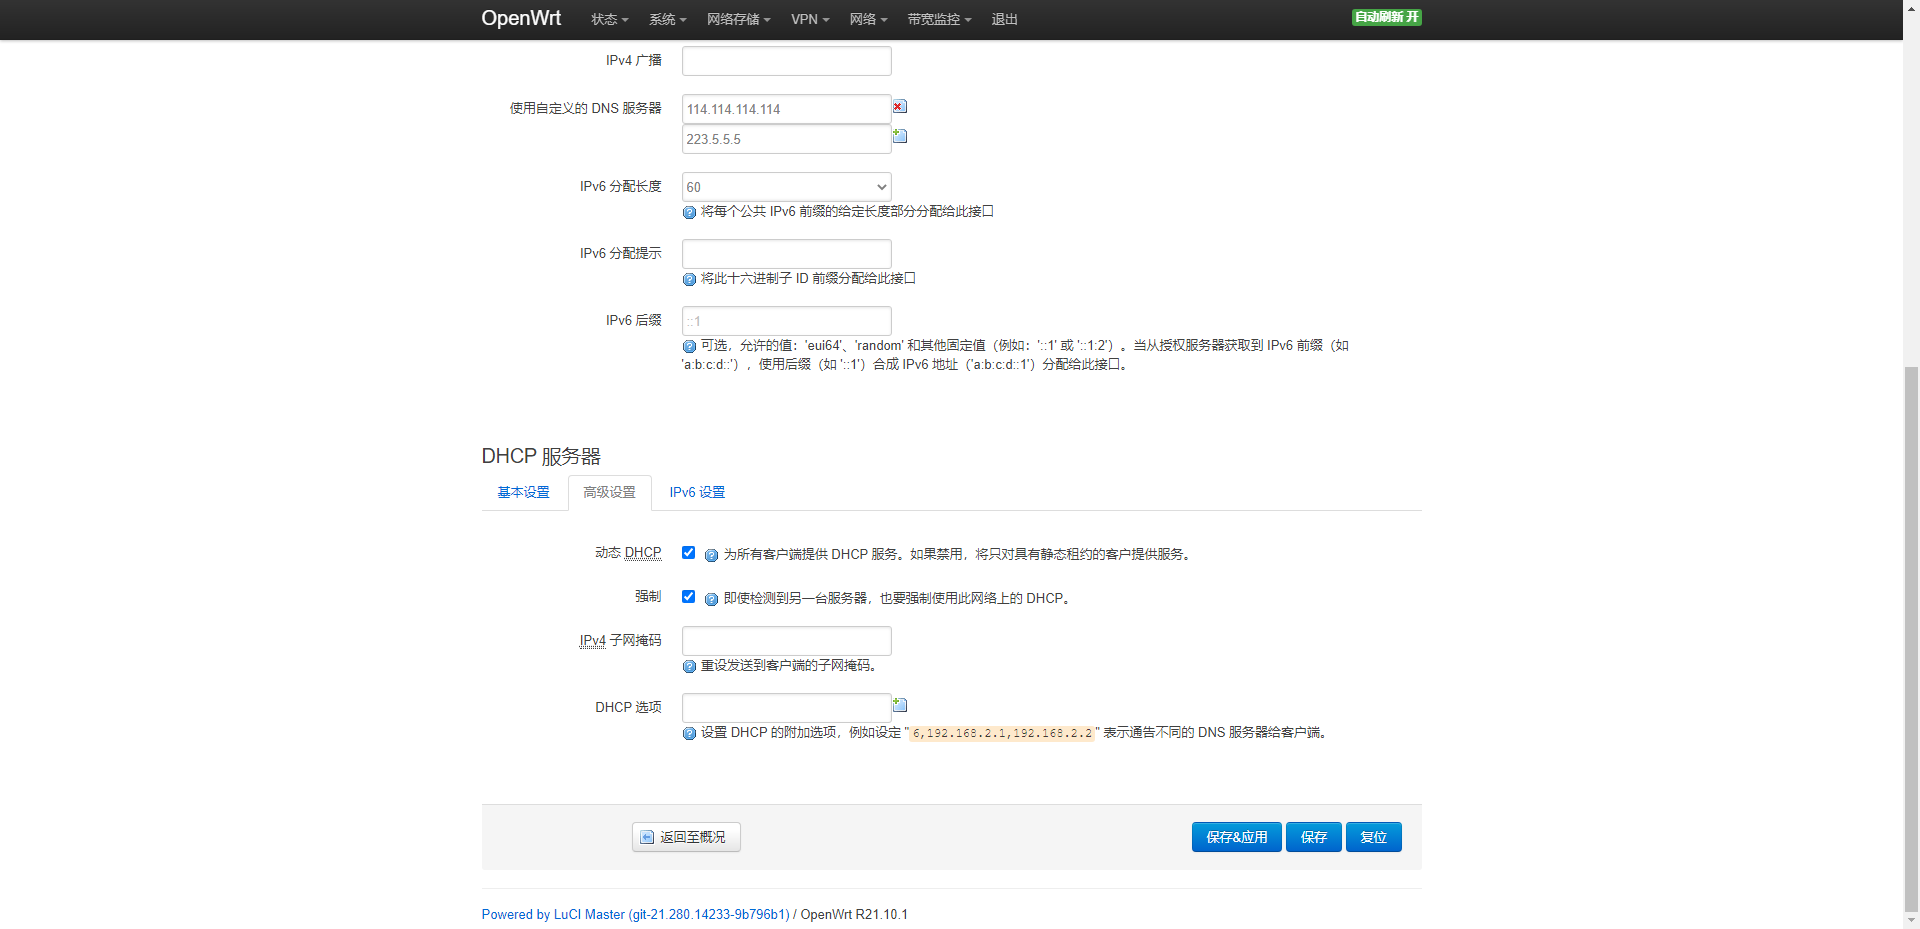 OpenWrt 状态 系统 网络存储 VPN 网络 带宽监控 退出 自动刷新 开
IPv4 广播
使用自定义的 DNS 服务器 114.114.114.114
223.5.5.5
IPv6 分配长度 60
将每个公共 IPv6 前缀的给定长度部分分配给此接口
IPv6 分配提示
将此十六进制子 ID 前缀分配给此接口
IPv6 后缀 ::1
可选，允许的值：'eui64'、'random' 和其他固定值（例如：'::1' 或 '::1:2'）。当从授权服务器获取到 IPv6 前缀（如
'a:b:c:d::'），使用后缀（如 '::1'）合成 IPv6 地址（'a:b:c:d::1'）分配给此接口。
DHCP 服务器
基本设置 高级设置 IPv6 设置
动态 DHCP 为所有客户端提供 DHCP 服务。如果禁用，将只对具有静态租约的客户提供服务。
强制 即使检测到另一台服务器，也要强制使用此网络上的 DHCP。
IPv4 子网掩码
重设发送到客户端的子网掩码。
DHCP 选项
设置 DHCP 的附加选项，例如设定 "6,192.168.2.1,192.168.2.2" 表示通告不同的 DNS 服务器给客户端。
返回至概况 保存&应用 保存 复位
Powered by LuCI Master (git-21.280.14233-9b796b1) / OpenWrt R21.10.1